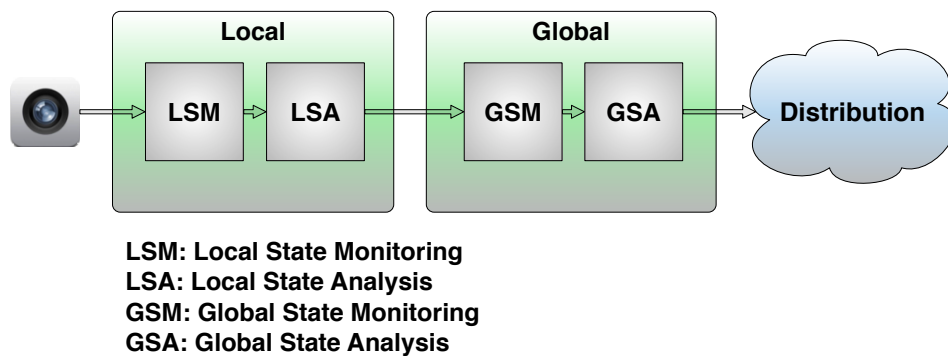 Local
Global
LSM
LSA
GSM
GSA
Distribution
LSM: Local State Monitoring
LSA: Local State Analysis
GSM: Global State Monitoring
GSA: Global State Analysis